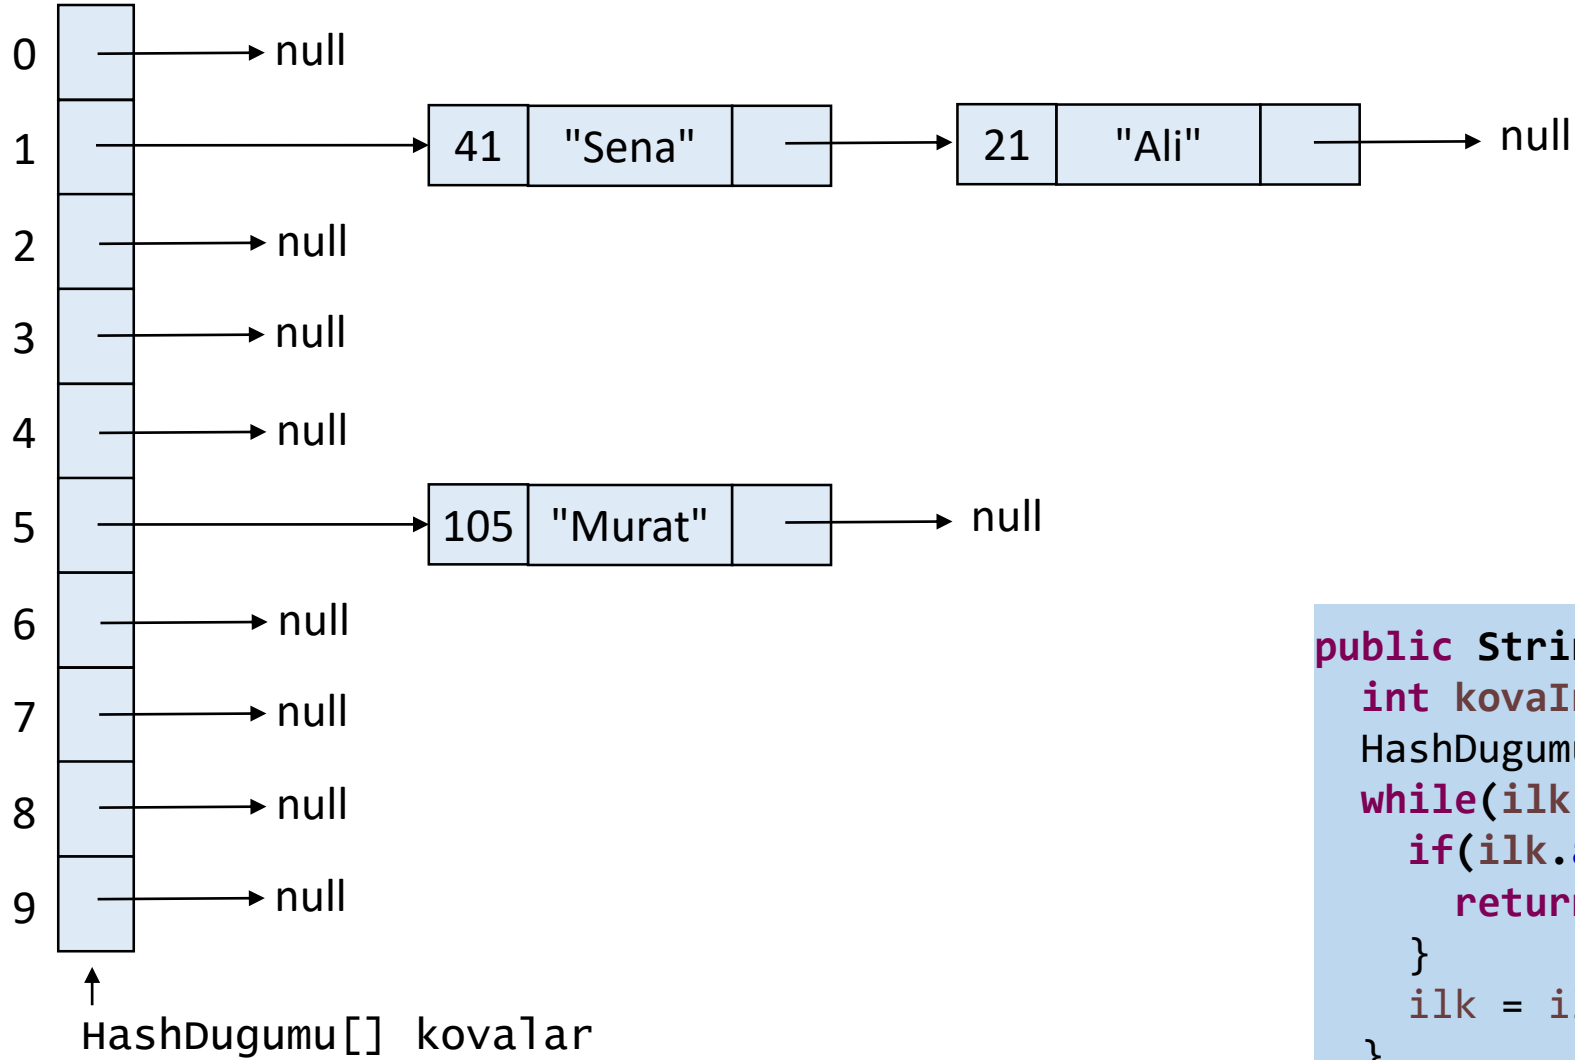 0 null
1 41 "Sena" 21 "Ali" null
2 null
3 null
4 null
5 105 "Murat" null
6 null
7 null
8 null
9 null
HashDugumu[] kovalar
public
int
while(ilk
if(ilk.
}
ilk =
}